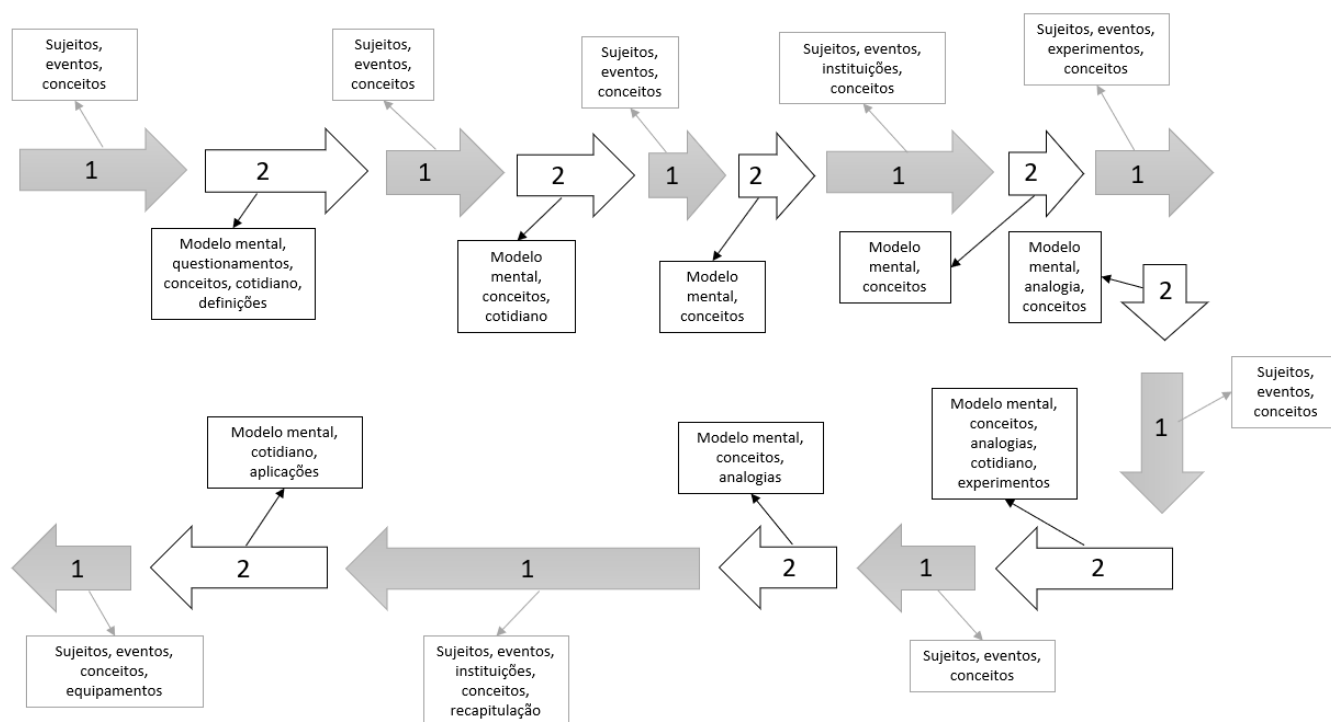 Sujeitos,
eventos,
conceitos
Sujeitos,
eventos,
conceitos
Sujeitos,
eventos,
conceitos
Sujeitos, eventos,
instituições,
conceitos
Sujeitos, eventos,
experimentos,
conceitos
1
2
1
2
1
2
1
2
1
Modelo mental,
questionamentos,
conceitos, cotidiano,
definições
Modelo
mental,
conceitos,
cotidiano
Modelo
mental,
conceitos
Modelo
mental,
conceitos
Modelo
mental,
analogia,
conceitos
2
1
Sujeitos,
eventos,
conceitos
Modelo mental,
conceitos,
analogias,
cotidiano,
experimentos
Modelo mental,
conceitos,
analogias
Modelo mental,
cotidiano,
aplicações
2
1
2
1
2
1
Sujeitos, eventos,
conceitos
Sujeitos, eventos,
instituições,
conceitos,
recapitulação
Sujeitos, eventos,
conceitos,
equipamentos